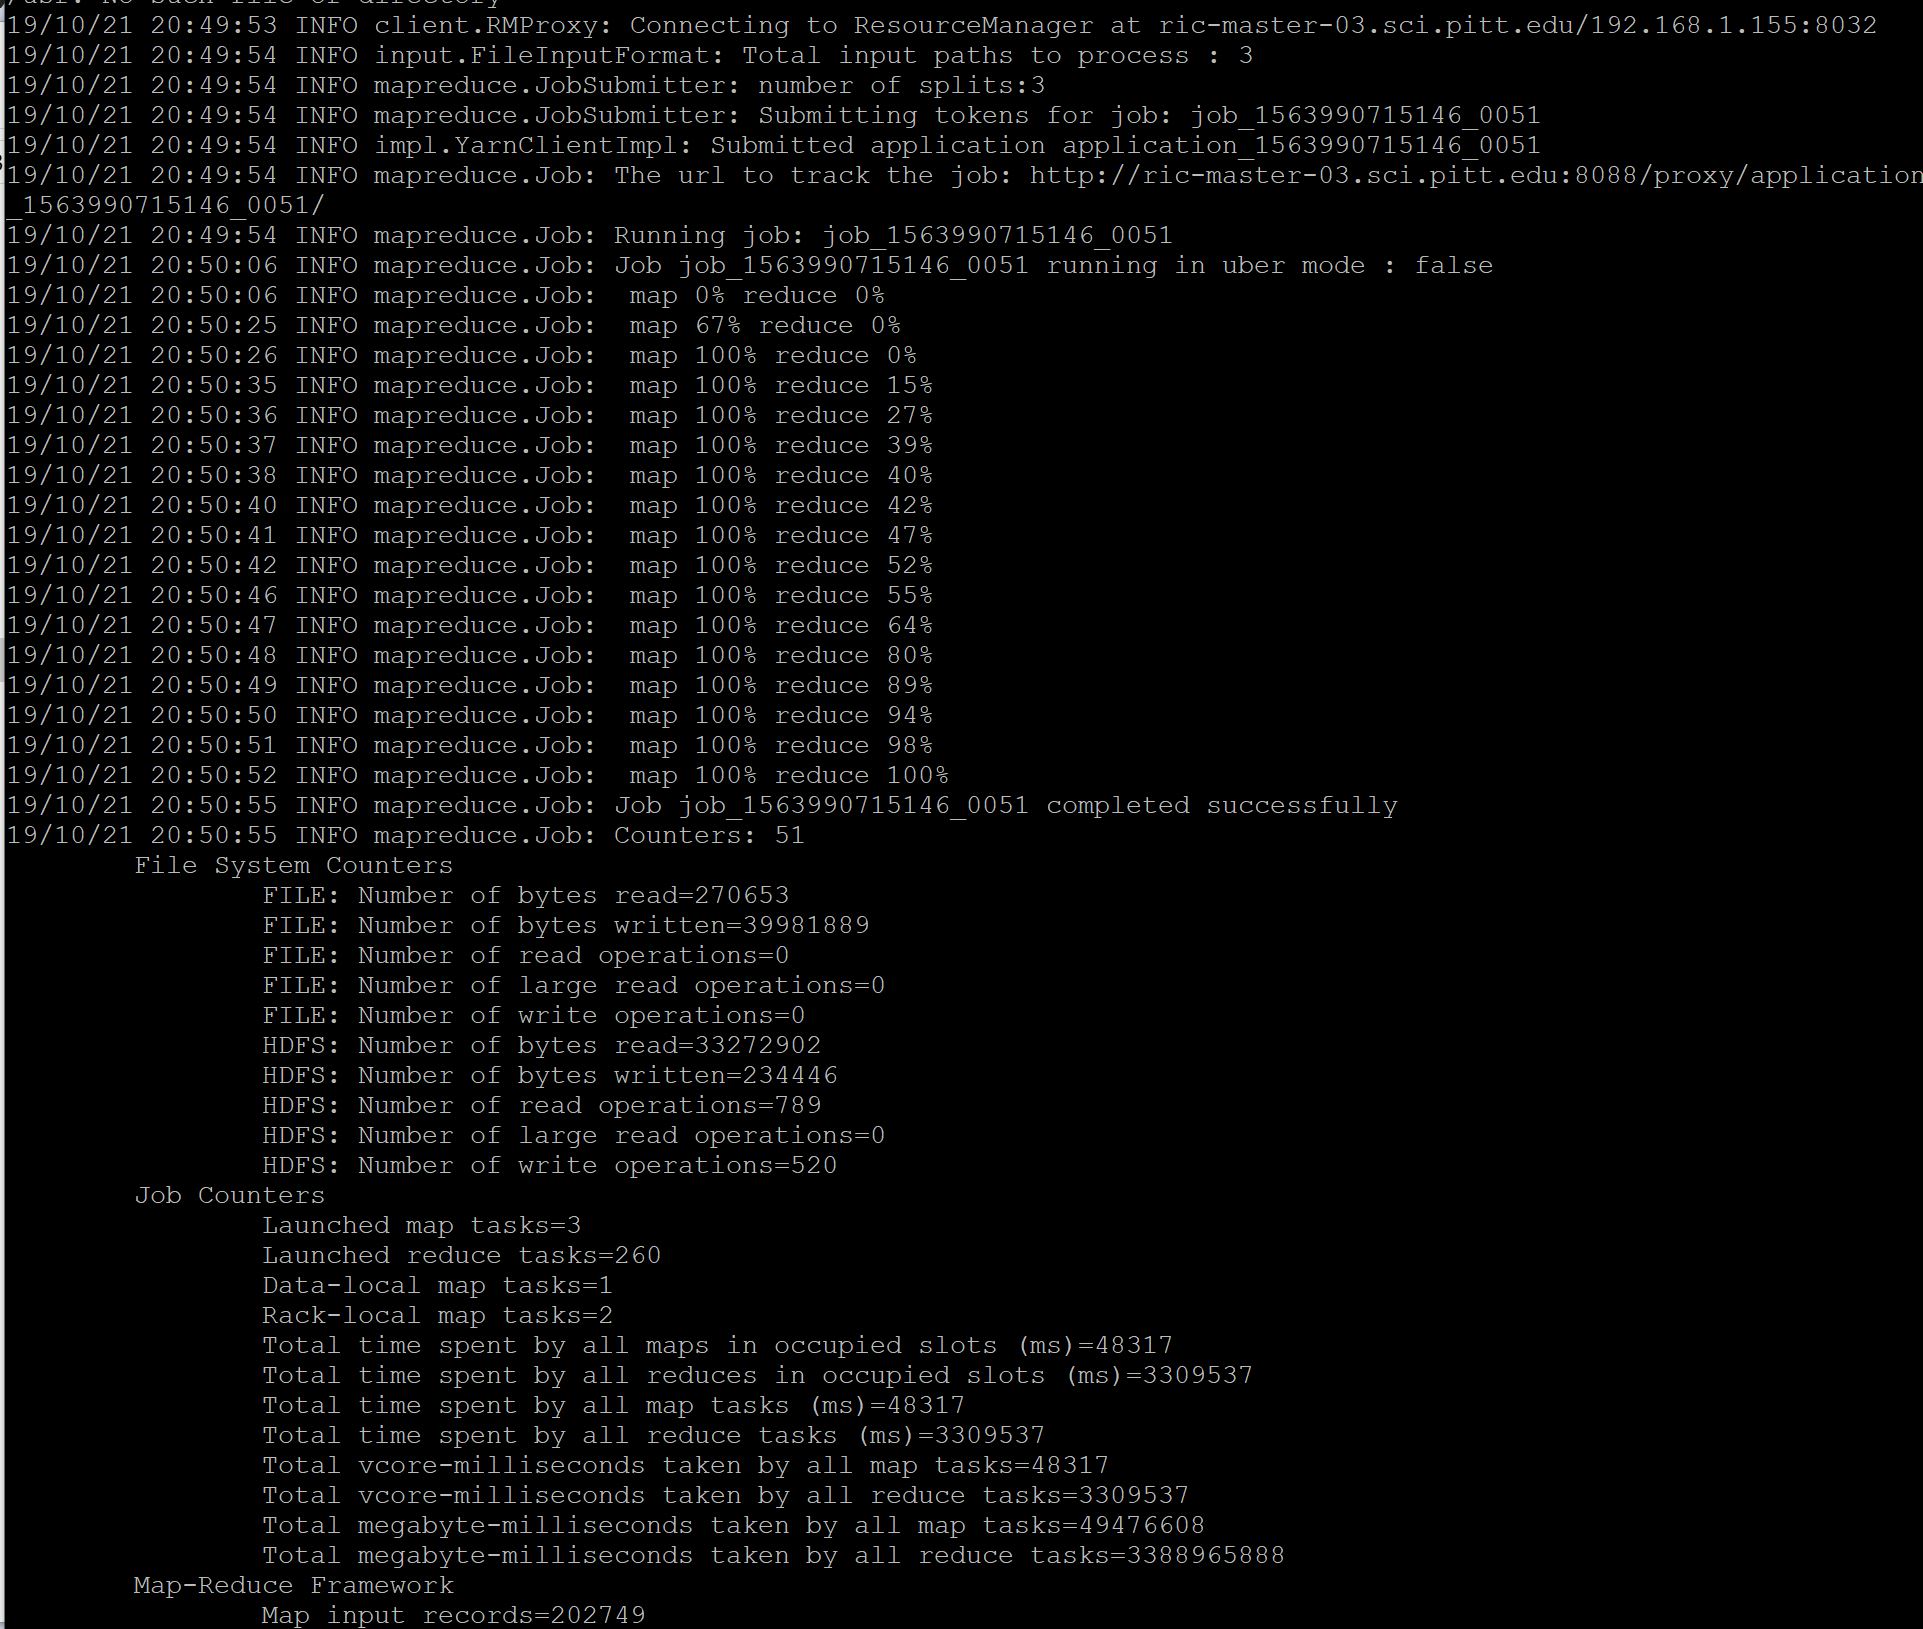 No such file or directory
19/10/21 20:49:53 INFO client.RMProxy: Connecting to ResourceManager at ric-master-03.sci.pitt.edu/192.168.1.155:8032
19/10/21 20:49:54 INFO input.FileInputFormat: Total input paths to process : 3
19/10/21 20:49:54 INFO mapreduce.JobSubmitter: number of splits:3
19/10/21 20:49:54 INFO mapreduce.JobSubmitter: Submitting tokens for job: job_1563990715146_0051
19/10/21 20:49:54 INFO impl.YarnClientImpl: Submitted application application_1563990715146_0051
19/10/21 20:49:54 INFO mapreduce.Job: The url to track the job: http://ric-master-03.sci.pitt.edu:8088/proxy/application
_1563990715146_0051/
19/10/21 20:49:54 INFO mapreduce.Job: Running job: job_1563990715146_0051
19/10/21 20:50:06 INFO mapreduce.Job: Job job_1563990715146_0051 running in uber mode : false
19/10/21 20:50:06 INFO mapreduce.Job:  map 0% reduce 0%
19/10/21 20:50:25 INFO mapreduce.Job:  map 67% reduce 0%
19/10/21 20:50:26 INFO mapreduce.Job:  map 100% reduce 0%
19/10/21 20:50:35 INFO mapreduce.Job:  map 100% reduce 15%
19/10/21 20:50:36 INFO mapreduce.Job:  map 100% reduce 27%
19/10/21 20:50:37 INFO mapreduce.Job:  map 100% reduce 39%
19/10/21 20:50:38 INFO mapreduce.Job:  map 100% reduce 40%
19/10/21 20:50:40 INFO mapreduce.Job:  map 100% reduce 42%
19/10/21 20:50:41 INFO mapreduce.Job:  map 100% reduce 47%
19/10/21 20:50:42 INFO mapreduce.Job:  map 100% reduce 52%
19/10/21 20:50:46 INFO mapreduce.Job:  map 100% reduce 55%
19/10/21 20:50:47 INFO mapreduce.Job:  map 100% reduce 64%
19/10/21 20:50:48 INFO mapreduce.Job:  map 100% reduce 80%
19/10/21 20:50:49 INFO mapreduce.Job:  map 100% reduce 89%
19/10/21 20:50:50 INFO mapreduce.Job:  map 100% reduce 94%
19/10/21 20:50:51 INFO mapreduce.Job:  map 100% reduce 98%
19/10/21 20:50:52 INFO mapreduce.Job:  map 100% reduce 100%
19/10/21 20:50:55 INFO mapreduce.Job: Job job_1563990715146_0051 completed successfully
19/10/21 20:50:55 INFO mapreduce.Job: Counters: 51
File System Counters
FILE: Number of bytes read=270653
FILE: Number of bytes written=39981889
FILE: Number of read operations=0
FILE: Number of large read operations=0
FILE: Number of write operations=0
HDFS: Number of bytes read=33272902
HDFS: Number of bytes written=234446
HDFS: Number of read operations=789
HDFS: Number of large read operations=0
HDFS: Number of write operations=520
Job Counters
Launched map tasks=3
Launched reduce tasks=260
Data-local map tasks=1
Rack-local map tasks=2
Total time spent by all maps in occupied slots (ms)=48317
Total time spent by all reduces in occupied slots (ms)=3309537
Total time spent by all map tasks (ms)=48317
Total time spent by all reduce tasks (ms)=3309537
Total vcore-milliseconds taken by all map tasks=48317
Total vcore-milliseconds taken by all reduce tasks=3309537
Total megabyte-milliseconds taken by all map tasks=49476608
Total megabyte-milliseconds taken by all reduce tasks=3388965888
Map-Reduce Framework
Map input records=202749